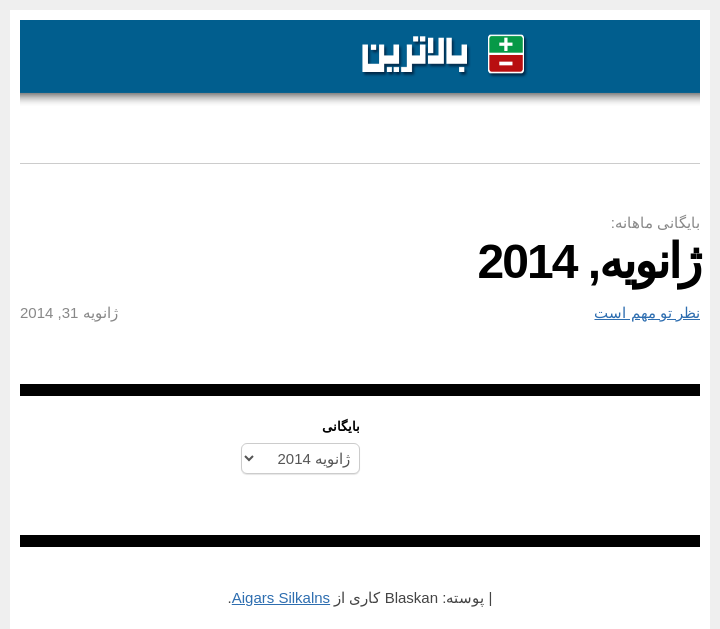 بالاترین
بایگانی ماهانه:
ژانویه, 2014
نظر تو مهم است
ژانویه 31, 2014
بایگانی
ژانویه 2014
| پوسته: Blaskan کاری از Aigars Silkalns.